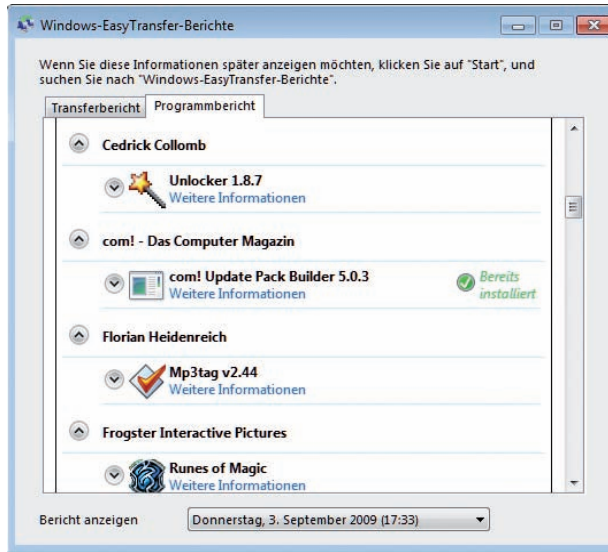 Windows-EasyTransfer-Berichte
Wenn Sie diese Informationen später anzeigen möchten, klicken Sie auf "Start", und
suchen Sie nach "Windows-EasyTransfer-Berichte".
Transferbericht Programmbericht
Cedrick Collomb
Unlocker 1.8.7
Weitere Informationen
com! - Das Computer Magazin
com! Update Pack Builder 5.0.3
Weitere Informationen
Bereits
installiert
Florian Heidenreich
Mp3tag v2.44
Weitere Informationen
Frogster Interactive Pictures
Runes of Magic
Weitere Informationen
Bericht anzeigen Donnerstag, 3. September 2009 (17:33)